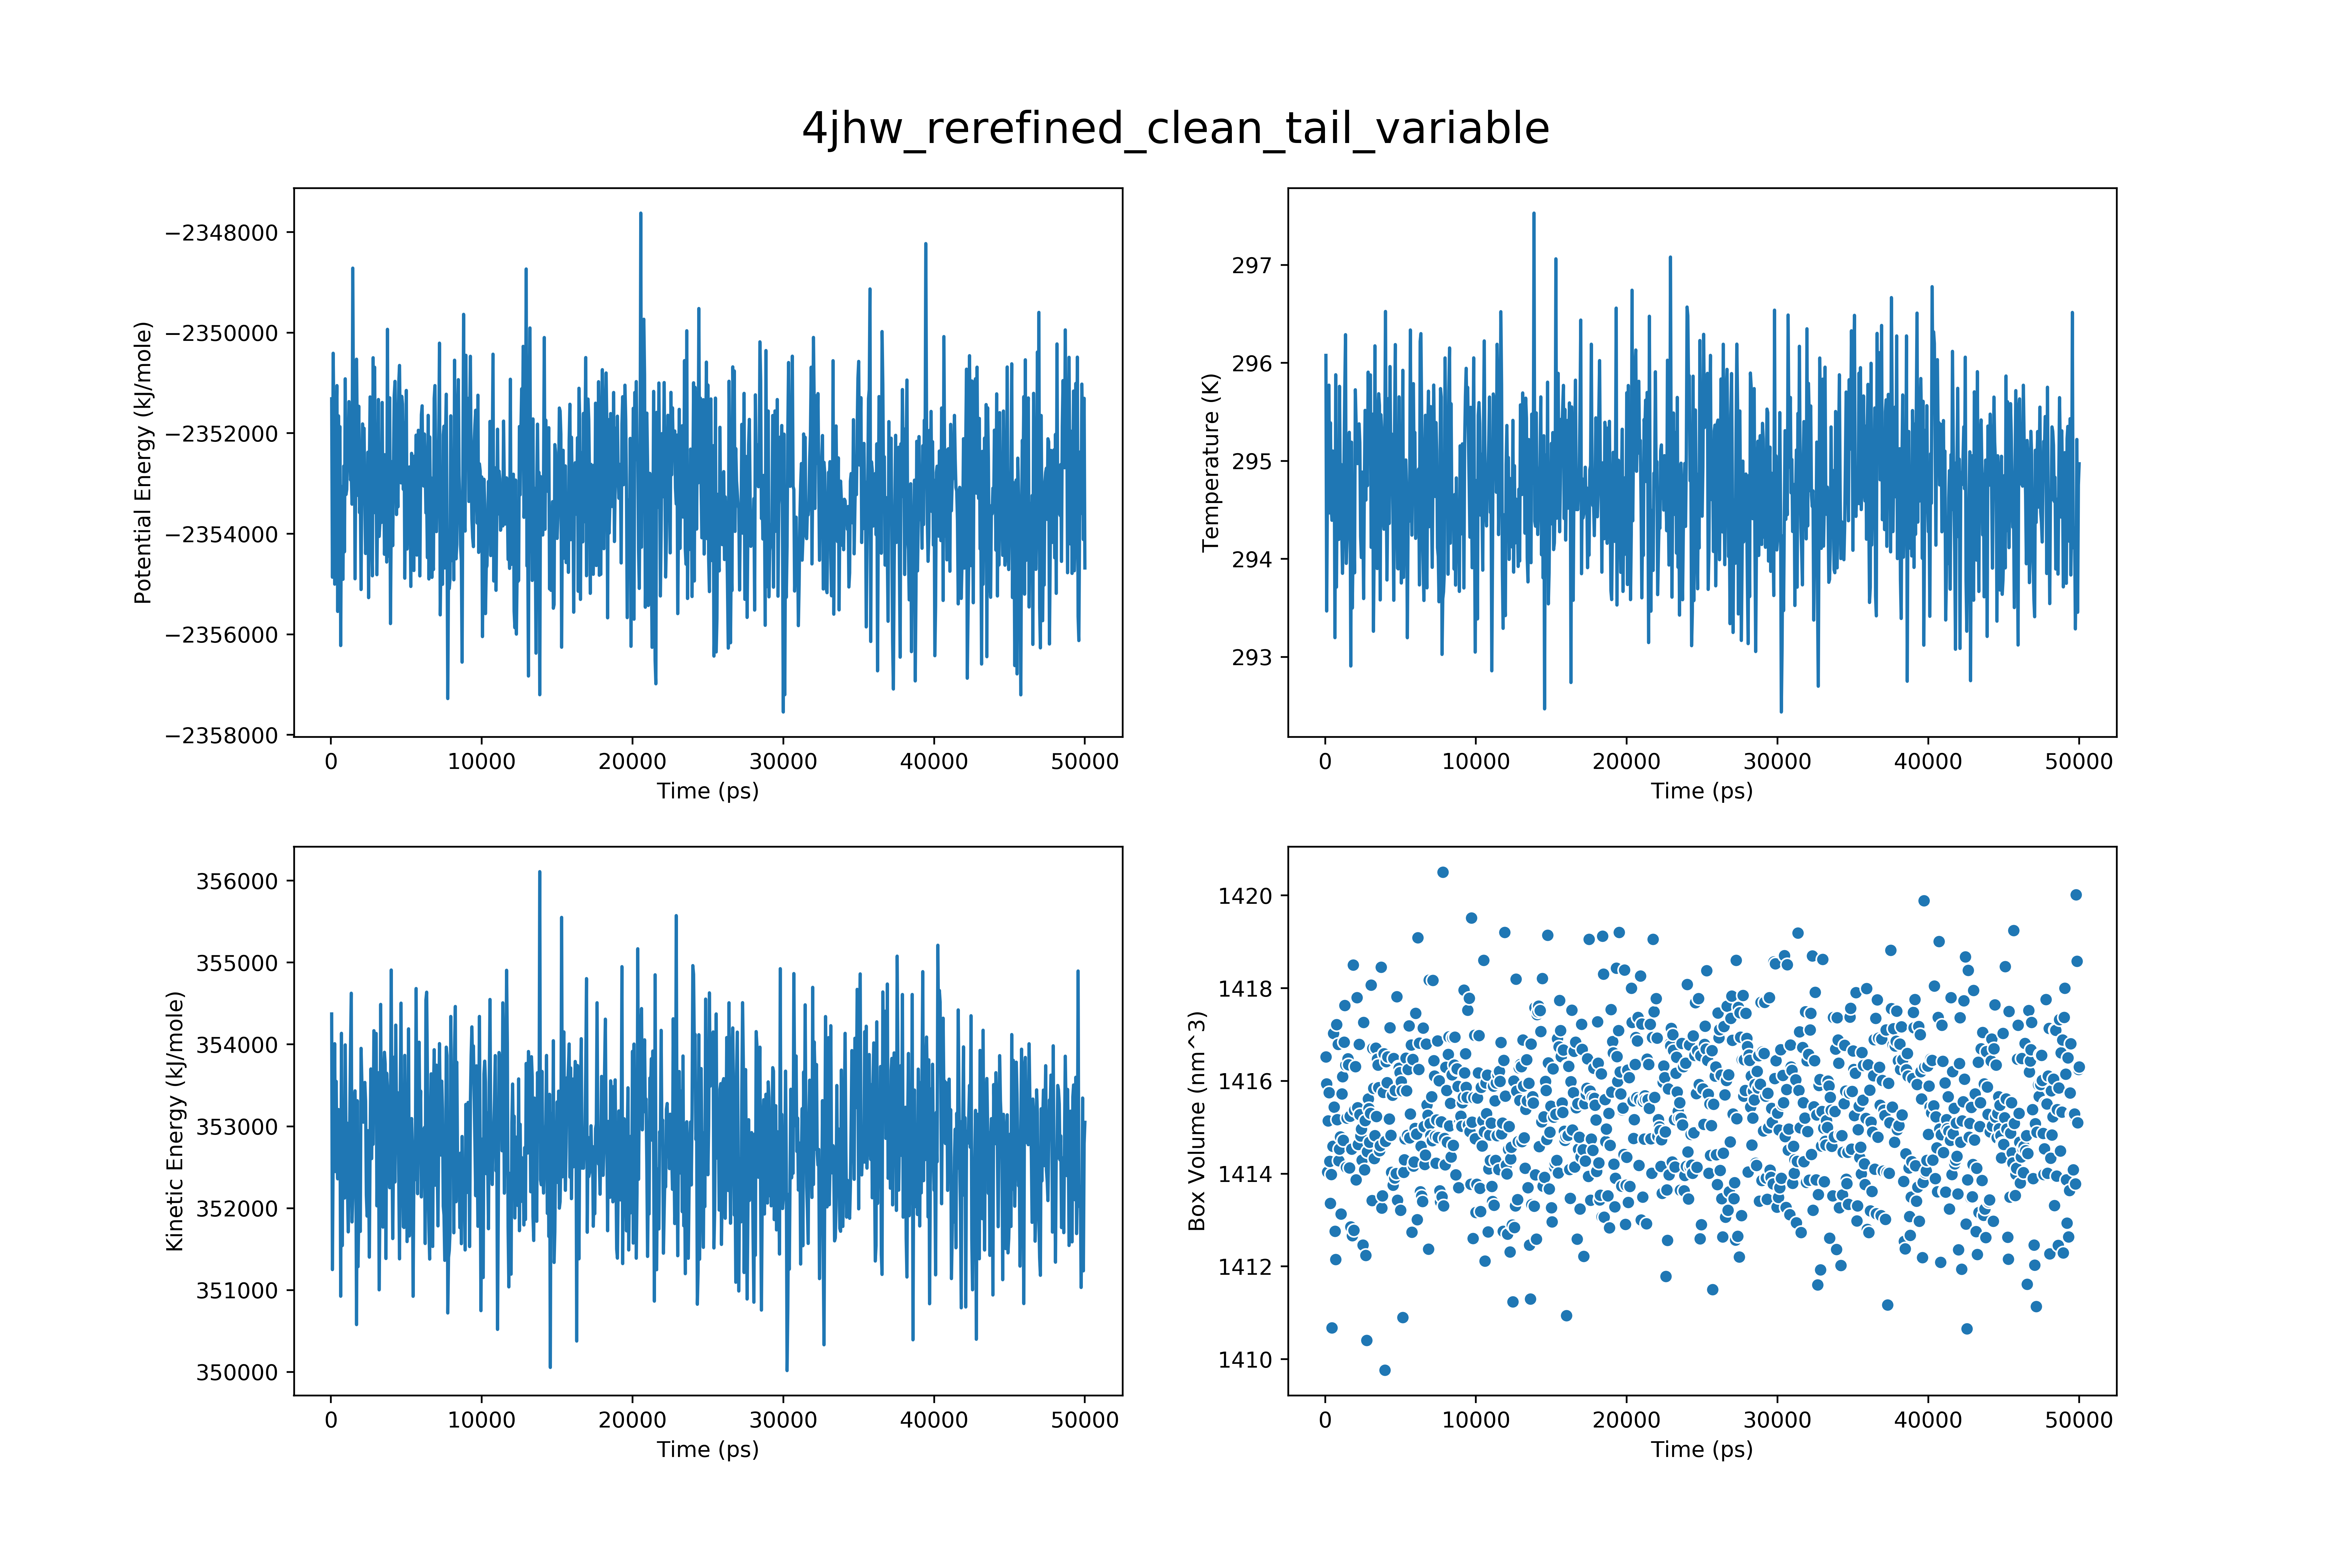 4jhw_rerefined_clean_tail_variable
Potential Energy (kJ/mole)
−2348000
−2350000
−2352000
−2354000
−2356000
−2358000
0 10000 20000 30000 40000 50000
Time (ps)
Temperature (K)
297
296
295
294
293
0 10000 20000 30000 40000 50000
Time (ps)
Kinetic Energy (kJ/mole)
356000
355000
354000
353000
352000
351000
350000
0 10000 20000 30000 40000 50000
Time (ps)
Box Volume (nm^3)
1420
1418
1416
1414
1412
1410
0 10000 20000 30000 40000 50000
Time (ps)